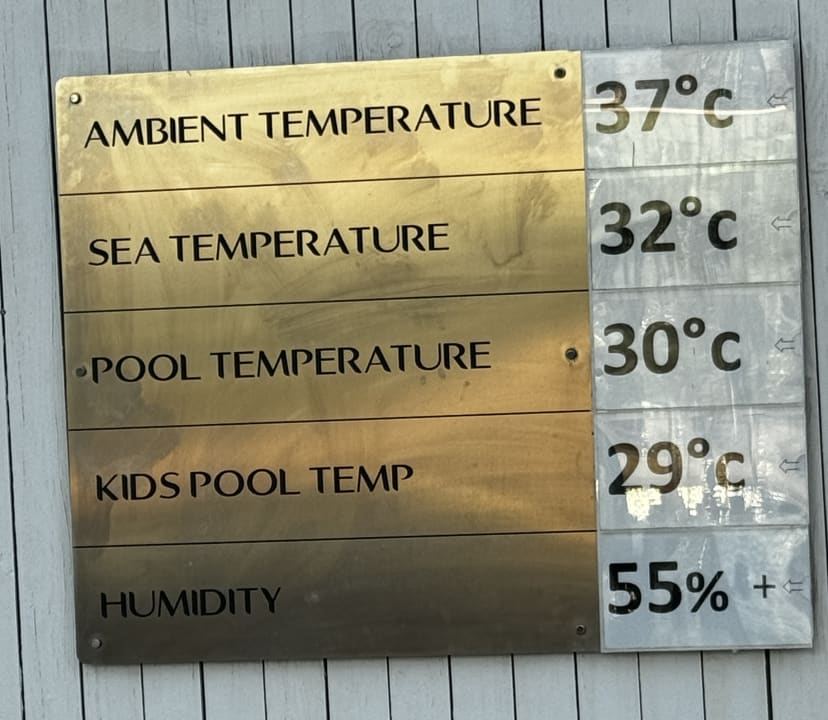 AMBIENT TEMPERATURE 37°c
SEA TEMPERATURE 32°c
POOL TEMPERATURE 30°c
KIDS POOL TEMP 29°c
HUMIDITY 55% +